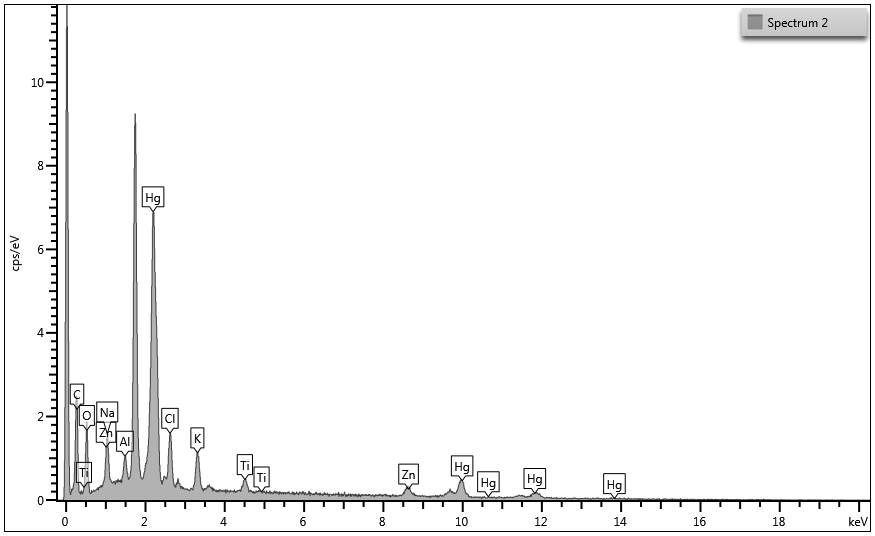 Spectrum 2
cps/eV
10
8
6
4
2
0
Hg
C
O
Na
Zn
Al
Ti
Cl
K
Ti
Ti
Zn
Hg
Hg
Hg
Hg
0 2 4 6 8 10 12 14 16 18 keV